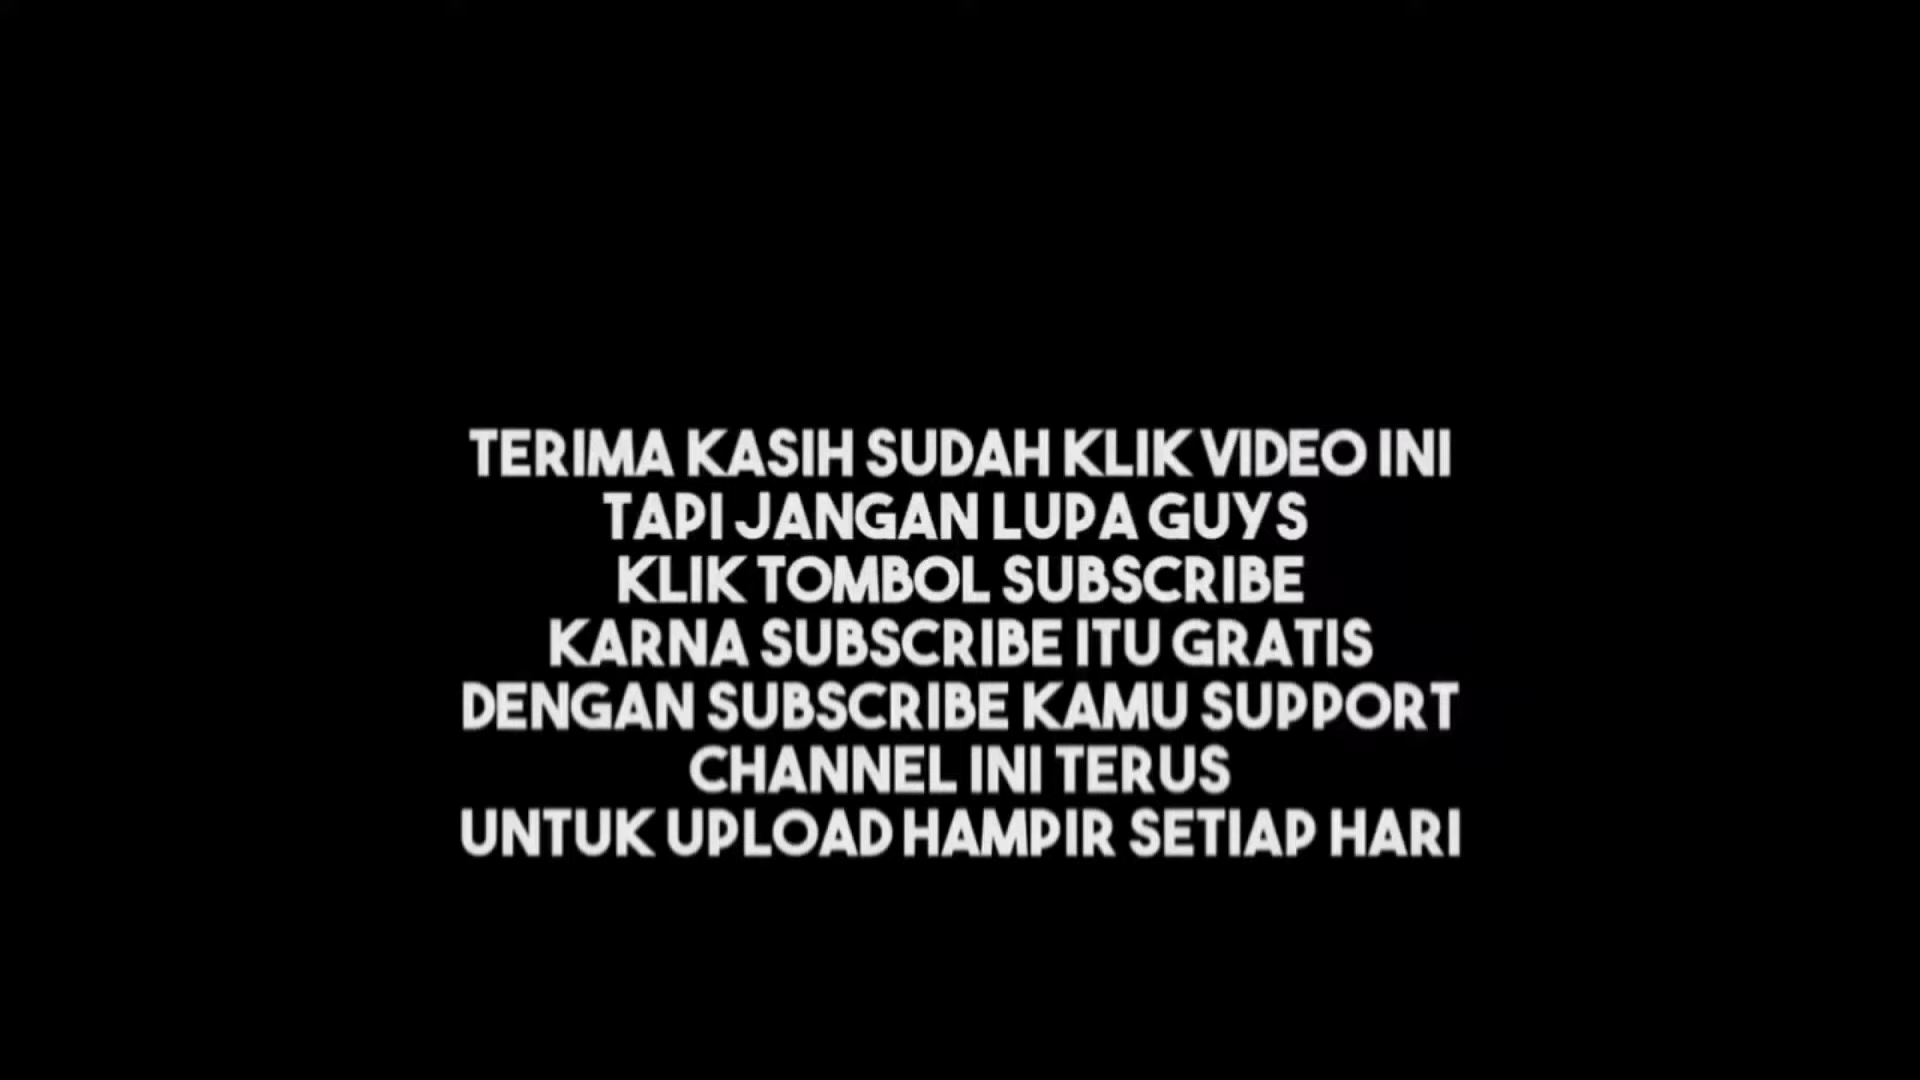 TERIMA KASIH SUDAH KLIK VIDEO INI
TAPI JANGAN LUPA GUYS
KLIK TOMBOL SUBSCRIBE
KARNA SUBSCRIBE ITU GRATIS
DENGAN SUBSCRIBE KAMU SUPPORT
CHANNEL INI TERUS
UNTUK UPLOAD HAMPIR SETIAP HARI